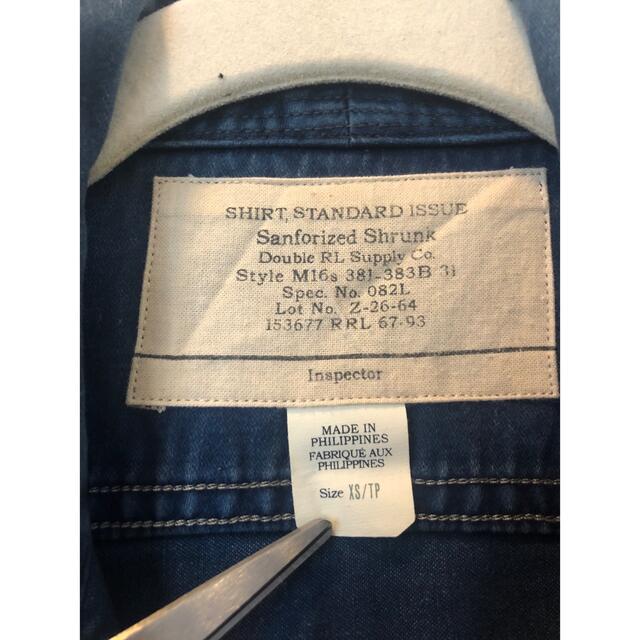 SHIRT, STANDARD ISSUE
Sanforized Shrunk
Double RL Supply Co.
Style M16s 381-383B 31
Spec. No. 082L
Lot No. Z-26-64
153677 RRL 67-93
Inspector
MADE IN
PHILIPPINES
FABRIQUÉ AUX
PHILIPPINES
Size XS/TP